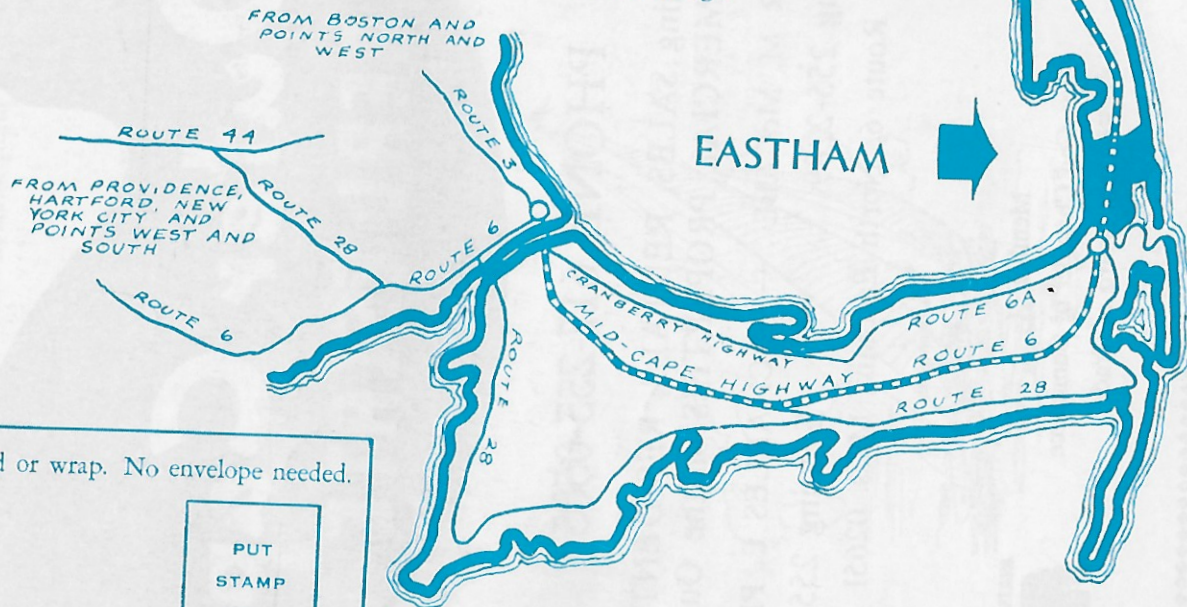 FROM BOSTON AND
POINTS NORTH AND
WEST
ROUTE 3
ROUTE 44
EASTHAM
FROM PROVIDENCE,
HARTFORD, NEW
YORK CITY AND
POINTS WEST AND
SOUTH
ROUTE 28
ROUTE 6
ROUTE 6
CRANBERRY HIGHWAY
MID-CAPE HIGHWAY
ROUTE 6A
ROUTE 6
ROUTE 28
ROUTE 28
or wrap. No envelope needed.
PUT
STAMP